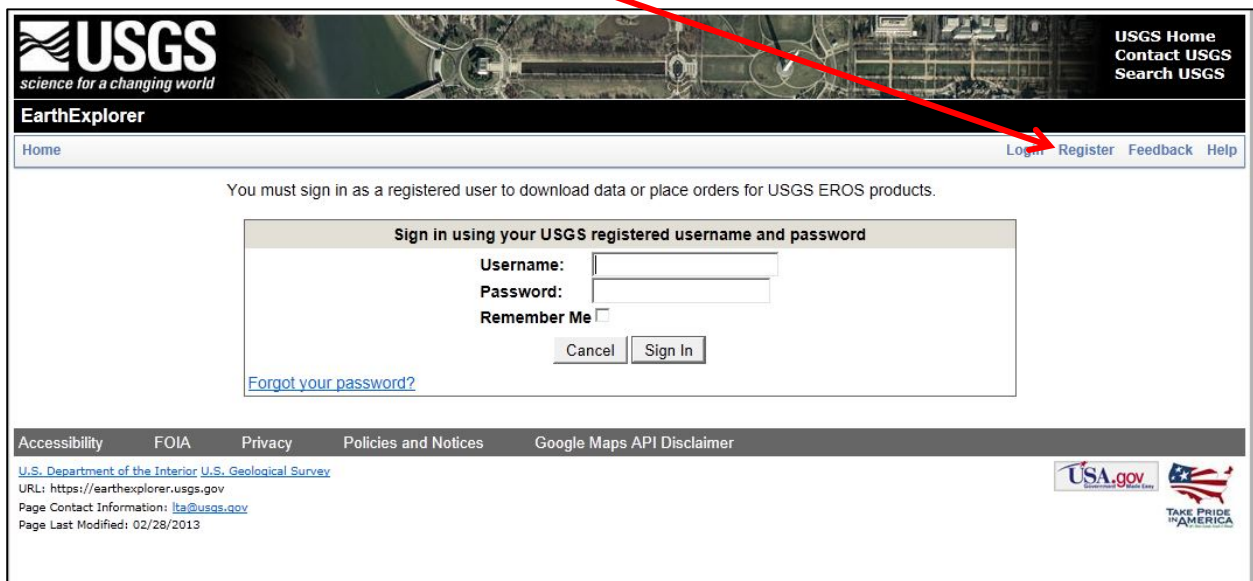 USGS
science for a changing world
USGS Home
Contact USGS
Search USGS
EarthExplorer
Home Login Register Feedback Help
You must sign in as a registered user to download data or place orders for USGS EROS products.
Sign in using your USGS registered username and password
Username:
Password:
Remember Me
Cancel Sign In
Forgot your password?
Accessibility FOIA Privacy Policies and Notices Google Maps API Disclaimer
U.S. Department of the Interior U.S. Geological Survey
URL: https://earthexplorer.usgs.gov
Page Contact Information: lta@usgs.gov
Page Last Modified: 02/28/2013
USA.gov
Government Made Easy
TAKE PRIDE
IN AMERICA